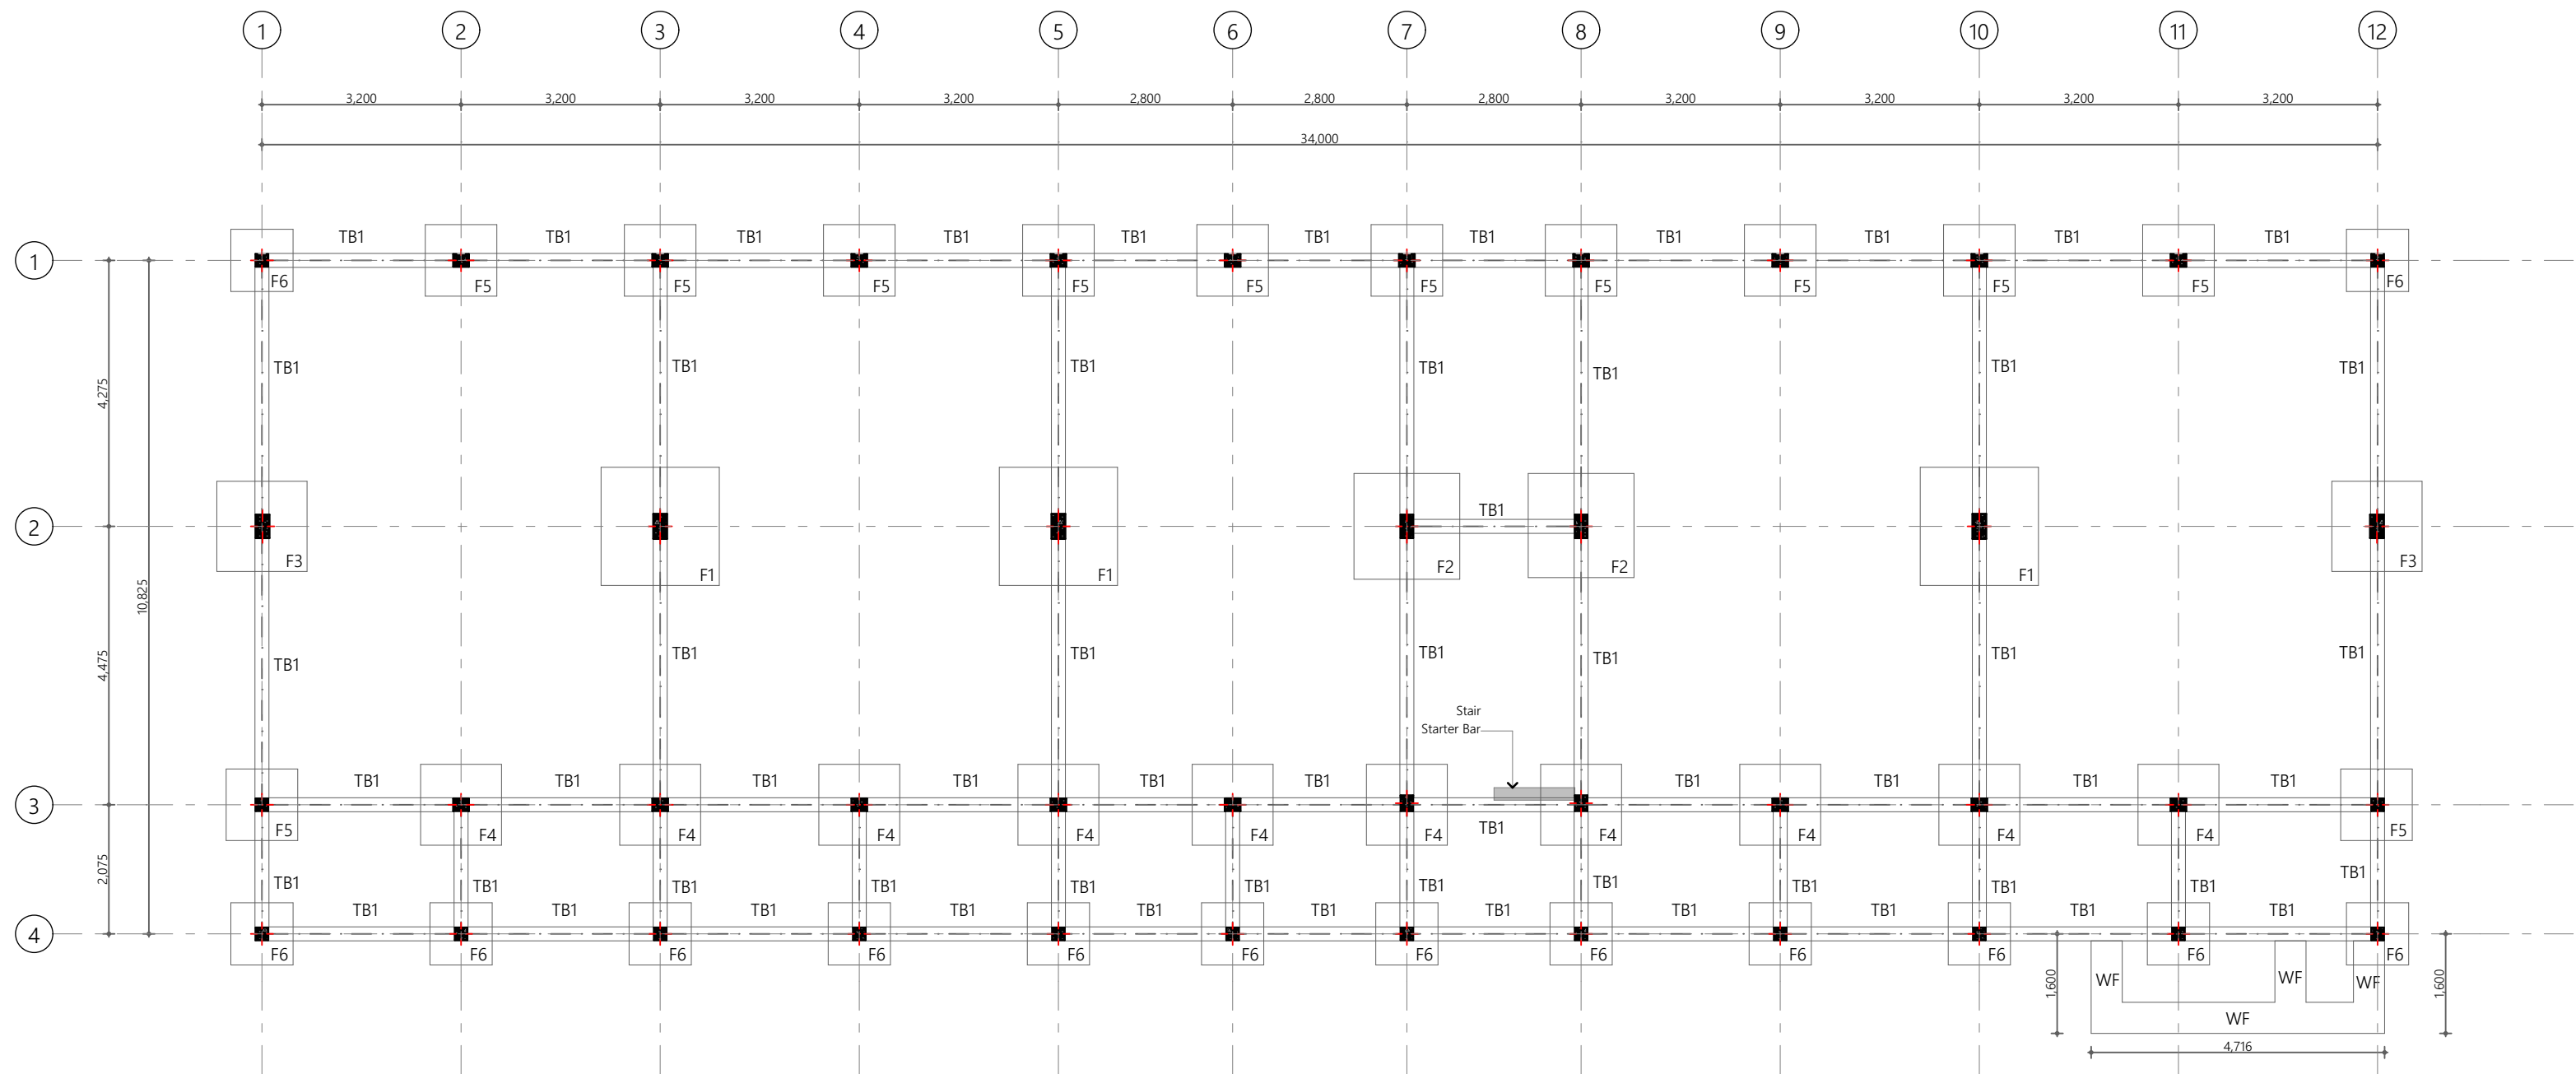 1 2 3 4 5 6 7 8 9 10 11 12
3,200 3,200 3,200 3,200 2,800 2,800 2,800 3,200 3,200 3,200 3,200
34,000
TB1 TB1 TB1 TB1 TB1 TB1 TB1 TB1 TB1 TB1 TB1
1
F6 F5 F5 F5 F5 F5 F5 F5 F5 F5 F5 F6
TB1 TB1 TB1 TB1 TB1 TB1 TB1
4,275
TB1
2
F3 F1 F1 F2 F2 F1 F3
10,825
TB1 TB1 TB1 TB1 TB1 TB1 TB1
4,475
Stair
Starter Bar
TB1 TB1 TB1 TB1 TB1 TB1 TB1 TB1 TB1 TB1
3
TB1
F5 F4 F4 F4 F4 F4 F4 F4 F4 F4 F4 F5
2,075
TB1 TB1 TB1 TB1 TB1 TB1 TB1 TB1 TB1 TB1 TB1 TB1
TB1 TB1 TB1 TB1 TB1 TB1 TB1 TB1 TB1 TB1 TB1
4
F6 F6 F6 F6 F6 F6 F6 F6 F6 F6 F6 F6
1,600 WF WF WF 1,600
WF
4,716